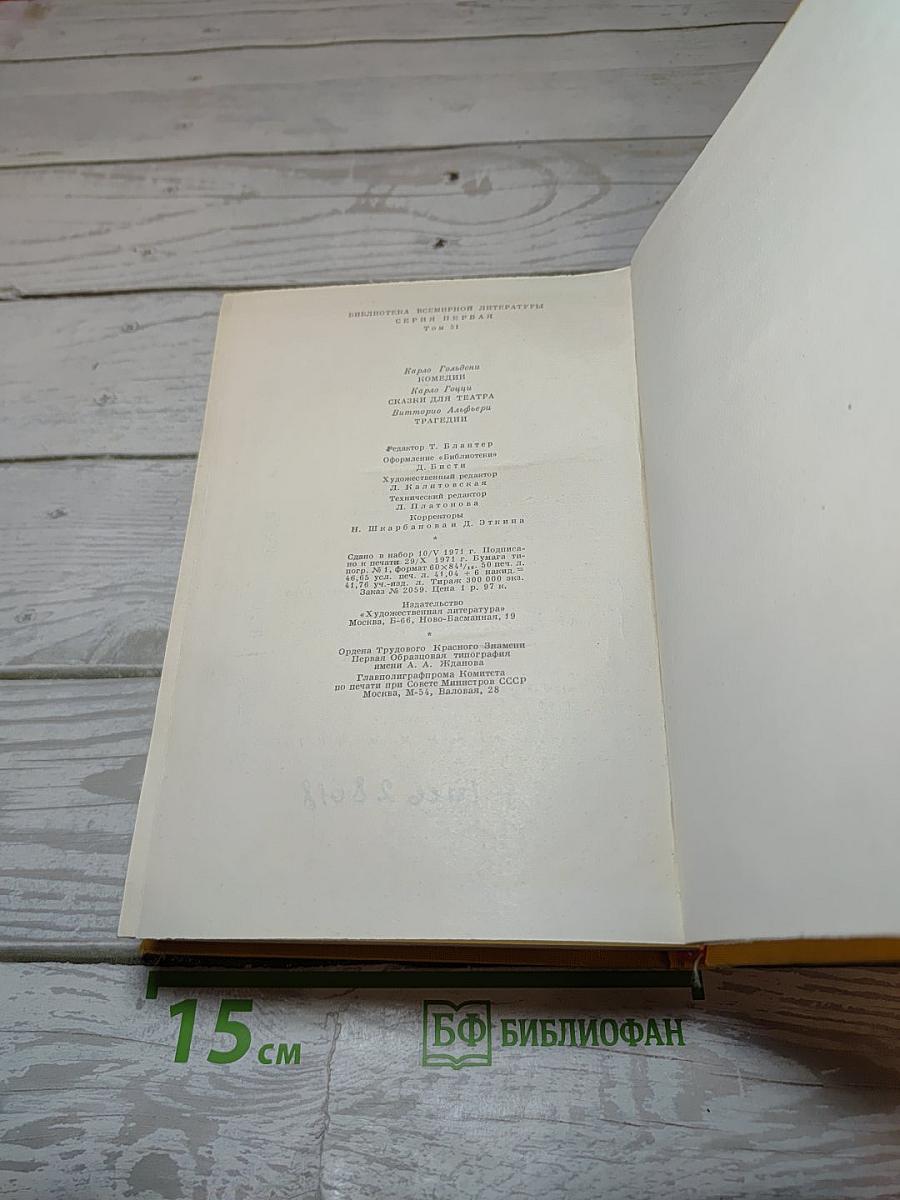 БИБЛИОТЕКА ВСЕМИРНОЙ ЛИТЕРАТУРЫ
СЕРИЯ ПЕРВАЯ
Том 51
Карло Гольдони
КОМЕДИИ
Карло Гоцци
СКАЗКИ ДЛЯ ТЕАТРА
Витторио Альфьери
ТРАГЕДИИ
Редактор Т. Блантер
Оформление «Библиотеки»
Д. Бисти
Художественный редактор
Л. Калитовская
Технический редактор
Л. Платонова
Корректоры
Н. Шкарбанова и Д. Эткина
*
Сдано в набор 10/V 1971 г. Подписа-
но к печати 29/X 1971 г. Бумага ти-
погр. № 1, формат 60×84¹/₁₆. 50 печ. л.
46,65 усл. печ. л. 41,04 + 6 накид. =
41,76 уч.-изд. л. Тираж 300 000 экз.
Заказ № 2059. Цена 1 р. 97 к.
Издательство
«Художественная литература»
Москва, Б-66, Ново-Басманная, 19
*
Ордена Трудового Красного Знамени
Первая Образцовая типография
имени А. А. Жданова
Главполиграфпрома Комитета
по печати при Совете Министров СССР
Москва, М-54, Валовая, 28
15 см
БФ БИБЛИОФАН